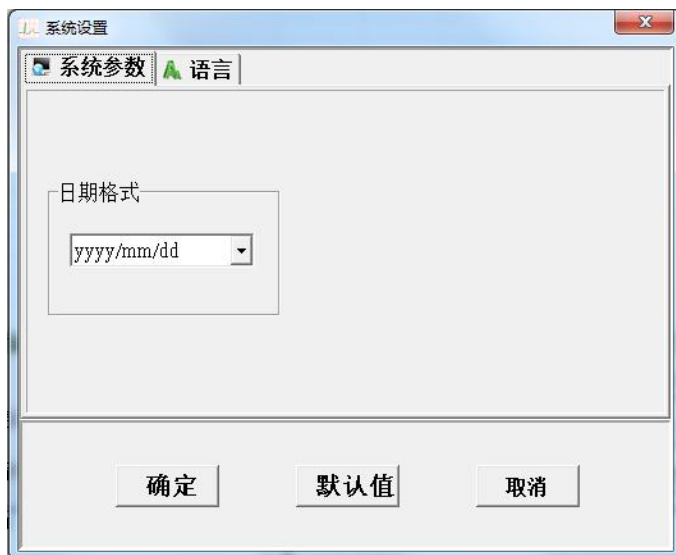 系统设置
系统参数 语言
日期格式
yyyy/mm/dd
确定 默认值 取消